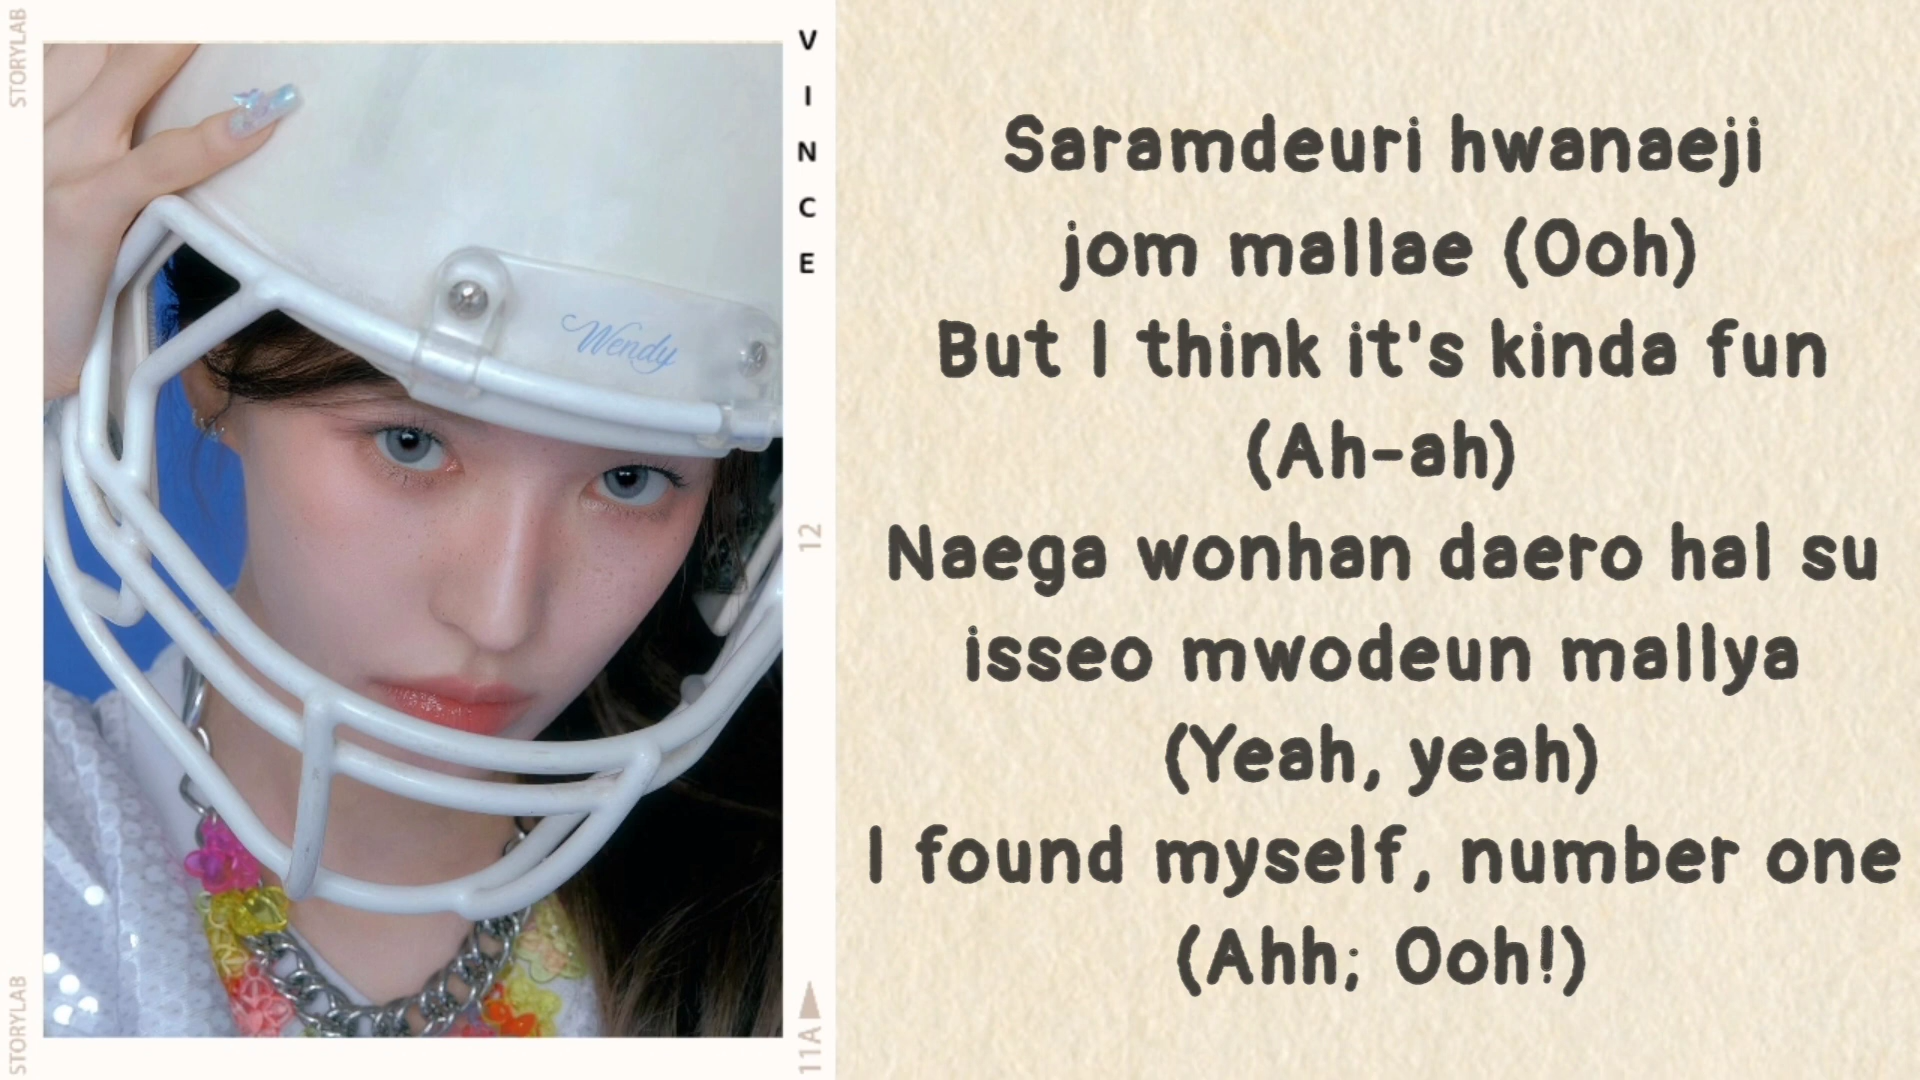 STORYLAB
STORYLAB
VINCE
12
11A
Wendy
Saramdeuri hwanaeji
jom mallae (Ooh)
But I think it's kinda fun
(Ah-ah)
Naega wonhan daero hal su
isseo mwodeun mallya
(Yeah, yeah)
I found myself, number one
(Ahh; Ooh!)